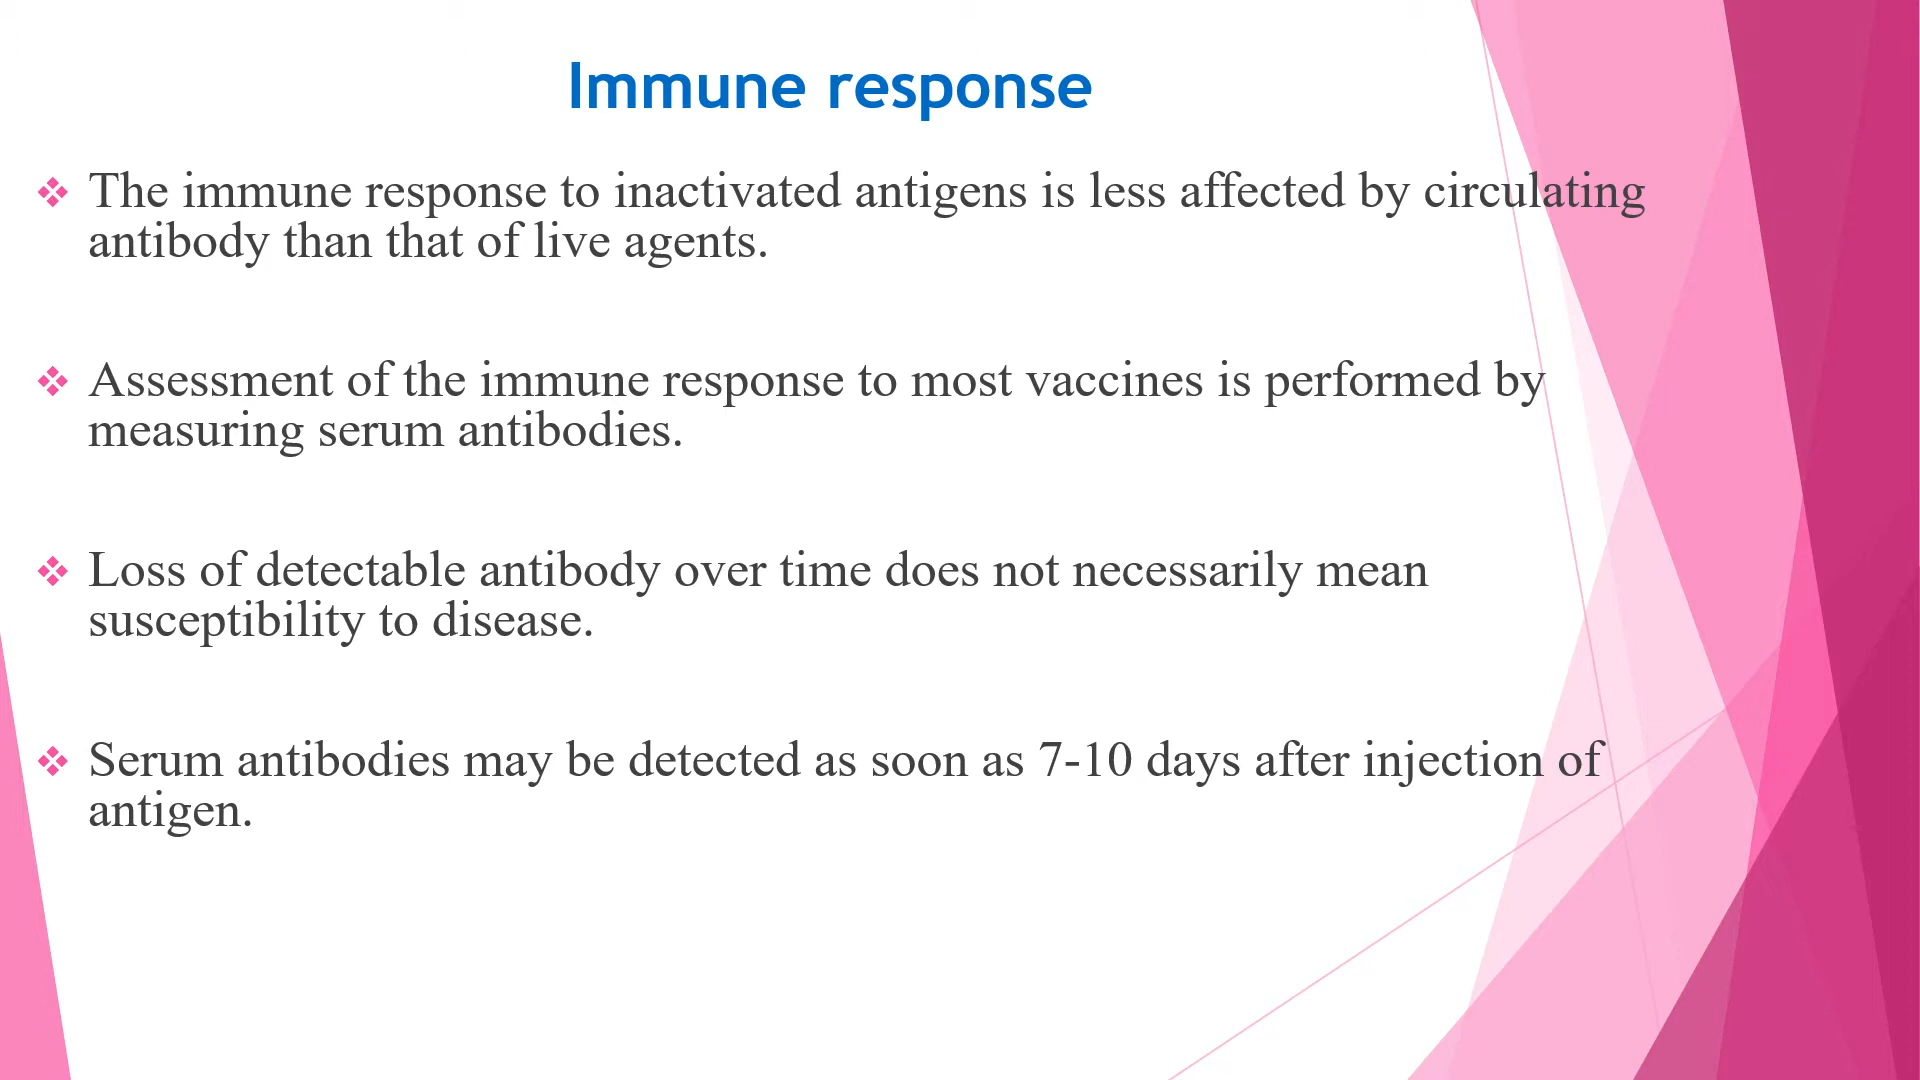 Immune response
The immune response to inactivated antigens is less affected by circulating
antibody than that of live agents.
Assessment of the immune response to most vaccines is performed by
measuring serum antibodies.
Loss of detectable antibody over time does not necessarily mean
susceptibility to disease.
Serum antibodies may be detected as soon as 7-10 days after injection of
antigen.